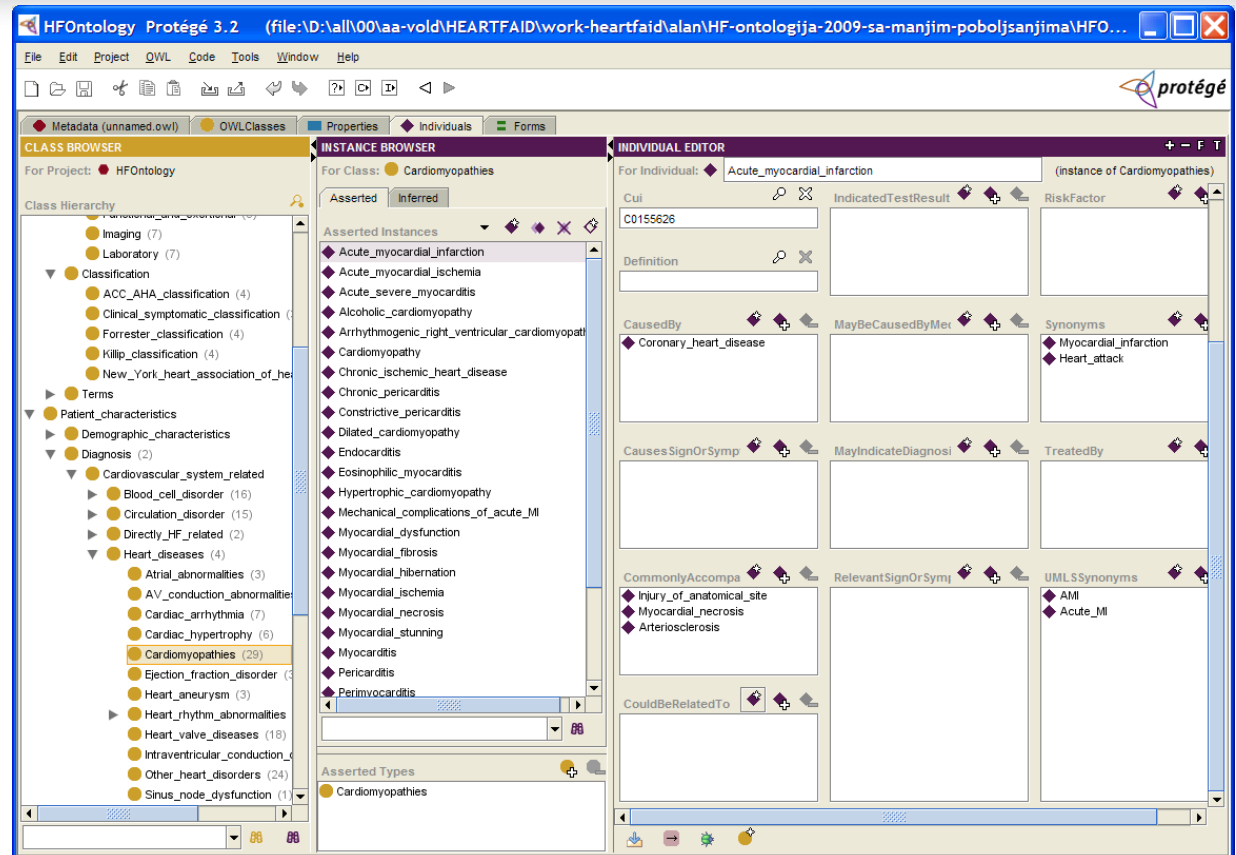 HFOntology Protégé 3.2 (file:\D:\all\00\aa-vold\HEARTFAID\work-heartfaid\alan\HF-ontologija-2009-sa-manjim-poboljsanjima\HFO...
File Edit Project OWL Code Tools Window Help
protégé
Metadata (unnamed.owl) OWLClasses Properties Individuals Forms
CLASS BROWSER
For Project: HFOntology
Class Hierarchy
Imaging (7)
Laboratory (7)
Classification
ACC_AHA_classification (4)
Clinical_symptomatic_classification (
Forrester_classification (4)
Killip_classification (4)
New_York_heart_association_of_hea
Terms
Patient_characteristics
Demographic_characteristics
Diagnosis (2)
Cardiovascular_system_related
Blood_cell_disorder (16)
Circulation_disorder (15)
Directly_HF_related (2)
Heart_diseases (4)
Atrial_abnormalities (3)
AV_conduction_abnormalities
Cardiac_arrhythmia (7)
Cardiac_hypertrophy (6)
Cardiomyopathies (29)
Ejection_fraction_disorder (3
Heart_aneurysm (3)
Heart_rhythm_abnormalities
Heart_valve_diseases (18)
Intraventricular_conduction_
Other_heart_disorders (24)
Sinus_node_dysfunction (1)
INSTANCE BROWSER
For Class: Cardiomyopathies
Asserted Inferred
Asserted Instances
Acute_myocardial_infarction
Acute_myocardial_ischemia
Acute_severe_myocarditis
Alcoholic_cardiomyopathy
Arrhythmogenic_right_ventricular_cardiomyopath
Cardiomyopathy
Chronic_ischemic_heart_disease
Chronic_pericarditis
Constrictive_pericarditis
Dilated_cardiomyopathy
Endocarditis
Eosinophilic_myocarditis
Hypertrophic_cardiomyopathy
Mechanical_complications_of_acute_MI
Myocardial_dysfunction
Myocardial_fibrosis
Myocardial_hibernation
Myocardial_ischemia
Myocardial_necrosis
Myocardial_stunning
Myocarditis
Pericarditis
Perimyocarditis
Asserted Types
Cardiomyopathies
INDIVIDUAL EDITOR + − F T
For Individual: Acute_myocardial_infarction (instance of Cardiomyopathies)
Cui
C0155626
Definition
CausedBy
Coronary_heart_disease
CausesSignOrSymp
CommonlyAccompa
Injury_of_anatomical_site
Myocardial_necrosis
Arteriosclerosis
CouldBeRelatedTo
IndicatedTestResult
MayBeCausedByMed
MayIndicateDiagnosi
RelevantSignOrSymp
RiskFactor
Synonyms
Myocardial_infarction
Heart_attack
TreatedBy
UMLSSynonyms
AMI
Acute_MI